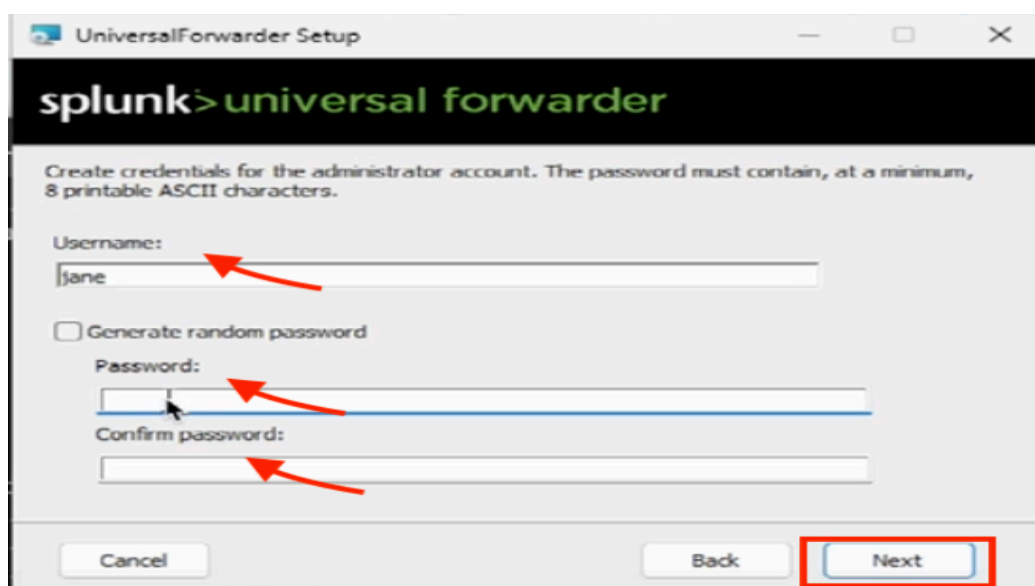 UniversalForwarder Setup
splunk>universal forwarder
Create credentials for the administrator account. The password must contain, at a minimum,
8 printable ASCII characters.
Username:
jane
Generate random password
Password:
Confirm password:
Cancel Back Next